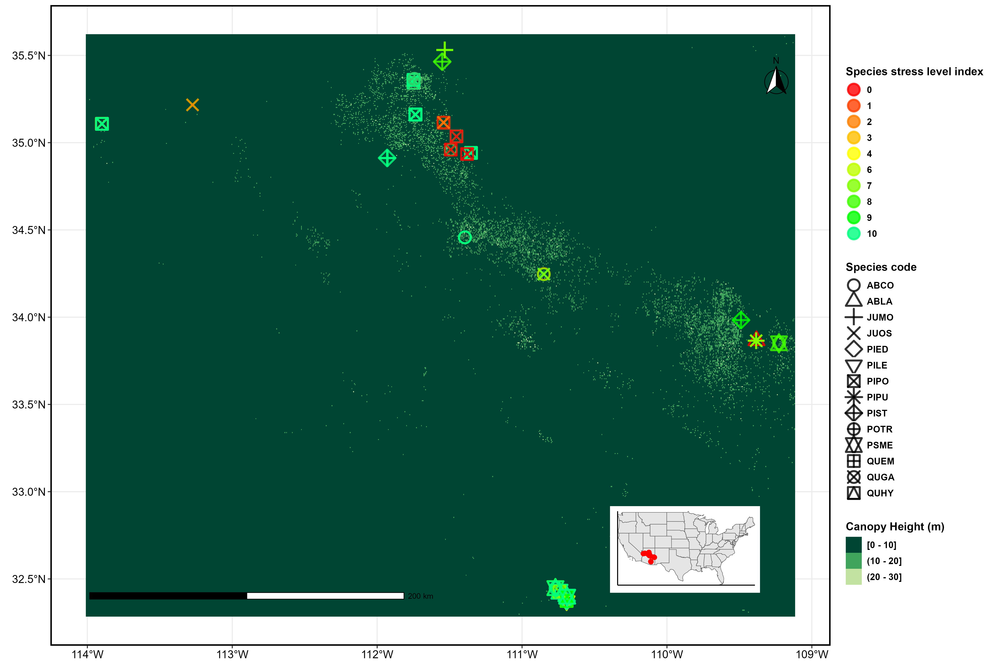 35.5°N
35.0°N
34.5°N
34.0°N
33.5°N
33.0°N
32.5°N
114°W
113°W
112°W
111°W
110°W
109°W
N
200 km
Species stress level index
0
1
2
3
4
6
7
8
9
10
Species code
ABCO
ABLA
JUMO
JUOS
PIED
PILE
PIPO
PIPU
PIST
POTR
PSME
QUEM
QUGA
QUHY
Canopy Height (m)
[0 - 10]
(10 - 20]
(20 - 30]